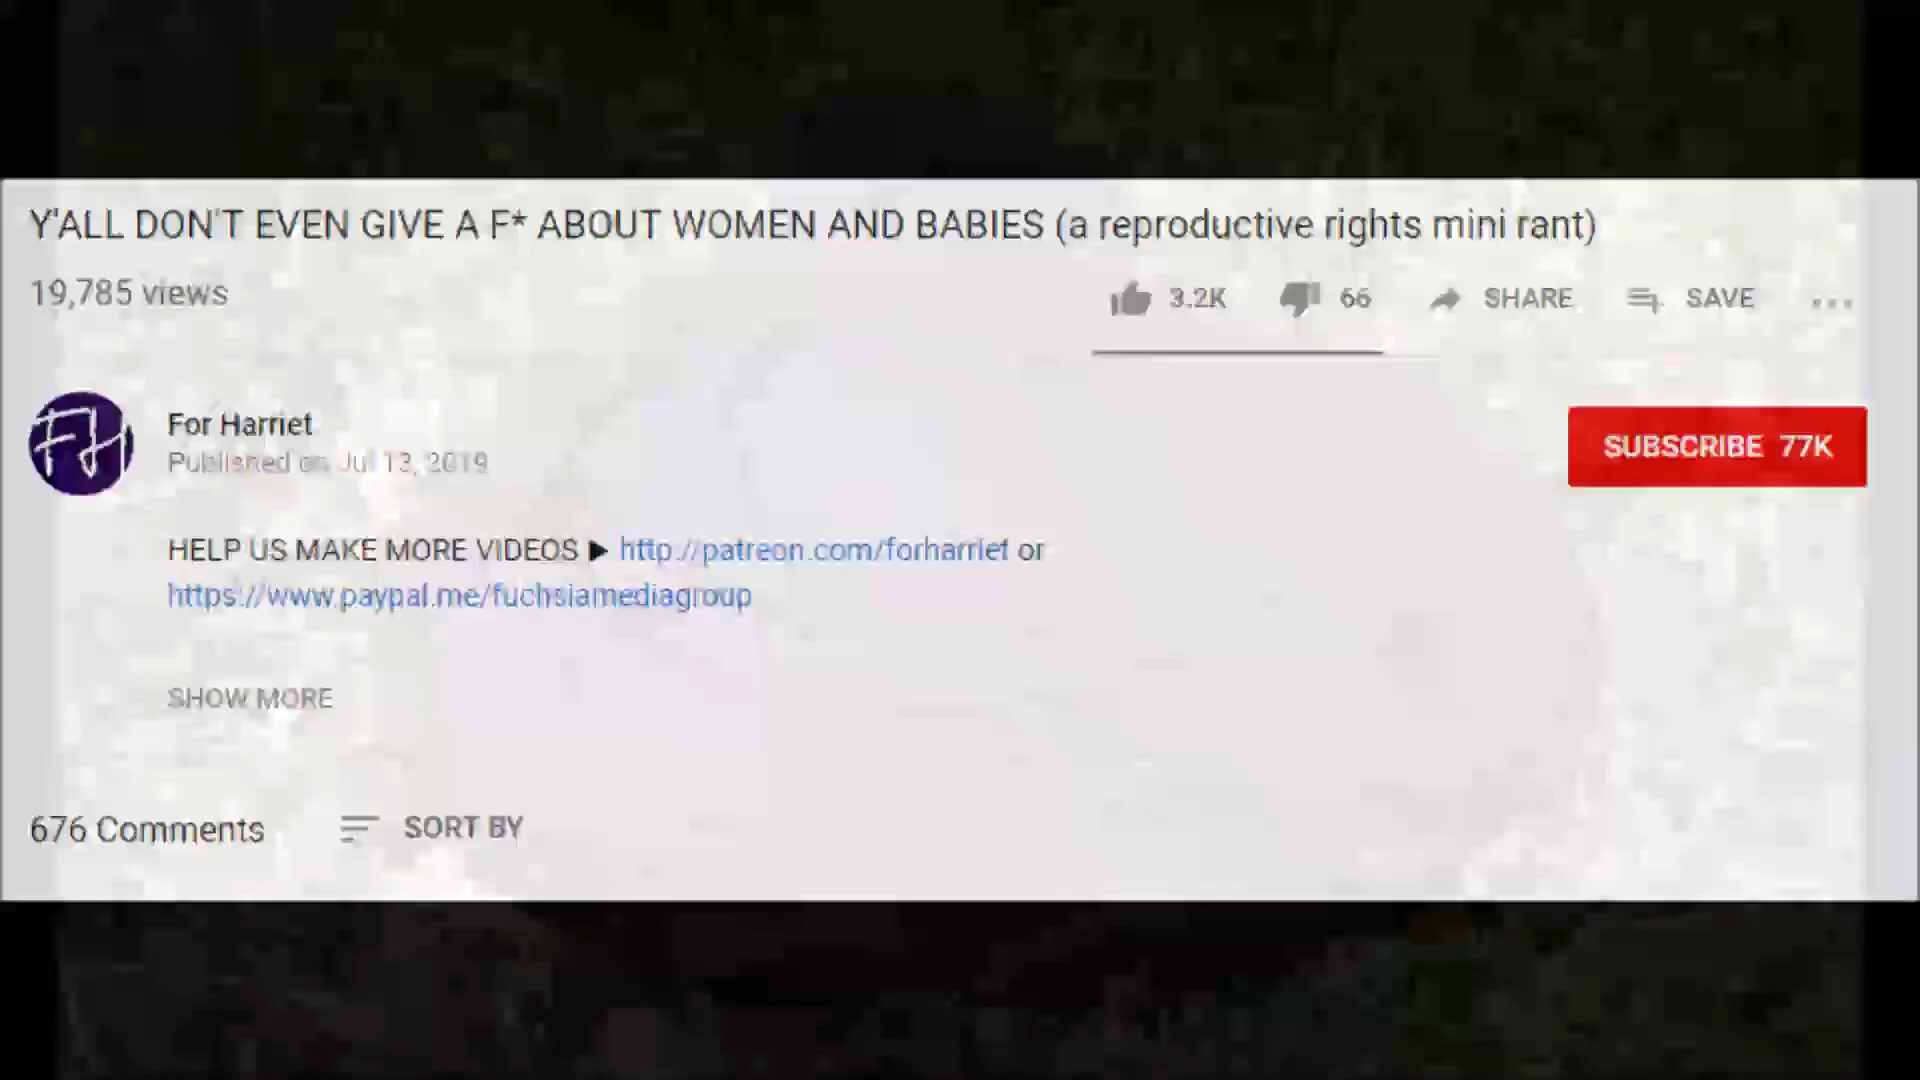 Y'ALL DON'T EVEN GIVE A F* ABOUT WOMEN AND BABIES (a reproductive rights mini rant)
19,785 views
3.2K 66 SHARE SAVE
FH
For Harriet
Published on Jul 13, 2019
SUBSCRIBE 77K
HELP US MAKE MORE VIDEOS ► http://patreon.com/forharriet or
https://www.paypal.me/fuchsiamediagroup
SHOW MORE
676 Comments SORT BY